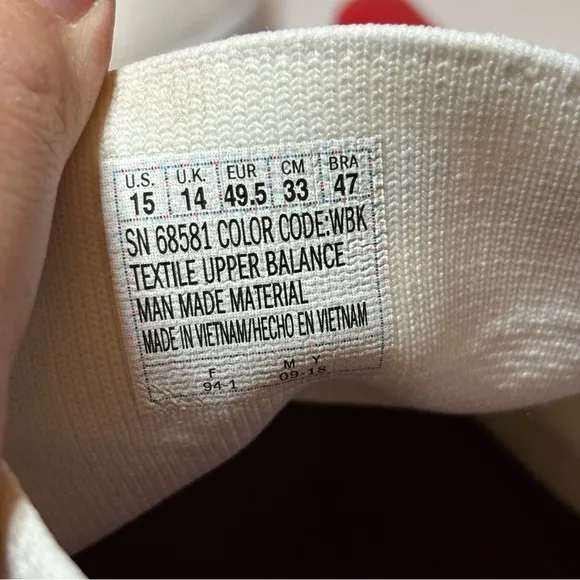 U.S. U.K. EUR CM BRA
15 14 49.5 33 47
SN 68581 COLOR CODE:WBK
TEXTILE UPPER BALANCE
MAN MADE MATERIAL
MADE IN VIETNAM/HECHO EN VIETNAM
F M Y
94-1 09-18